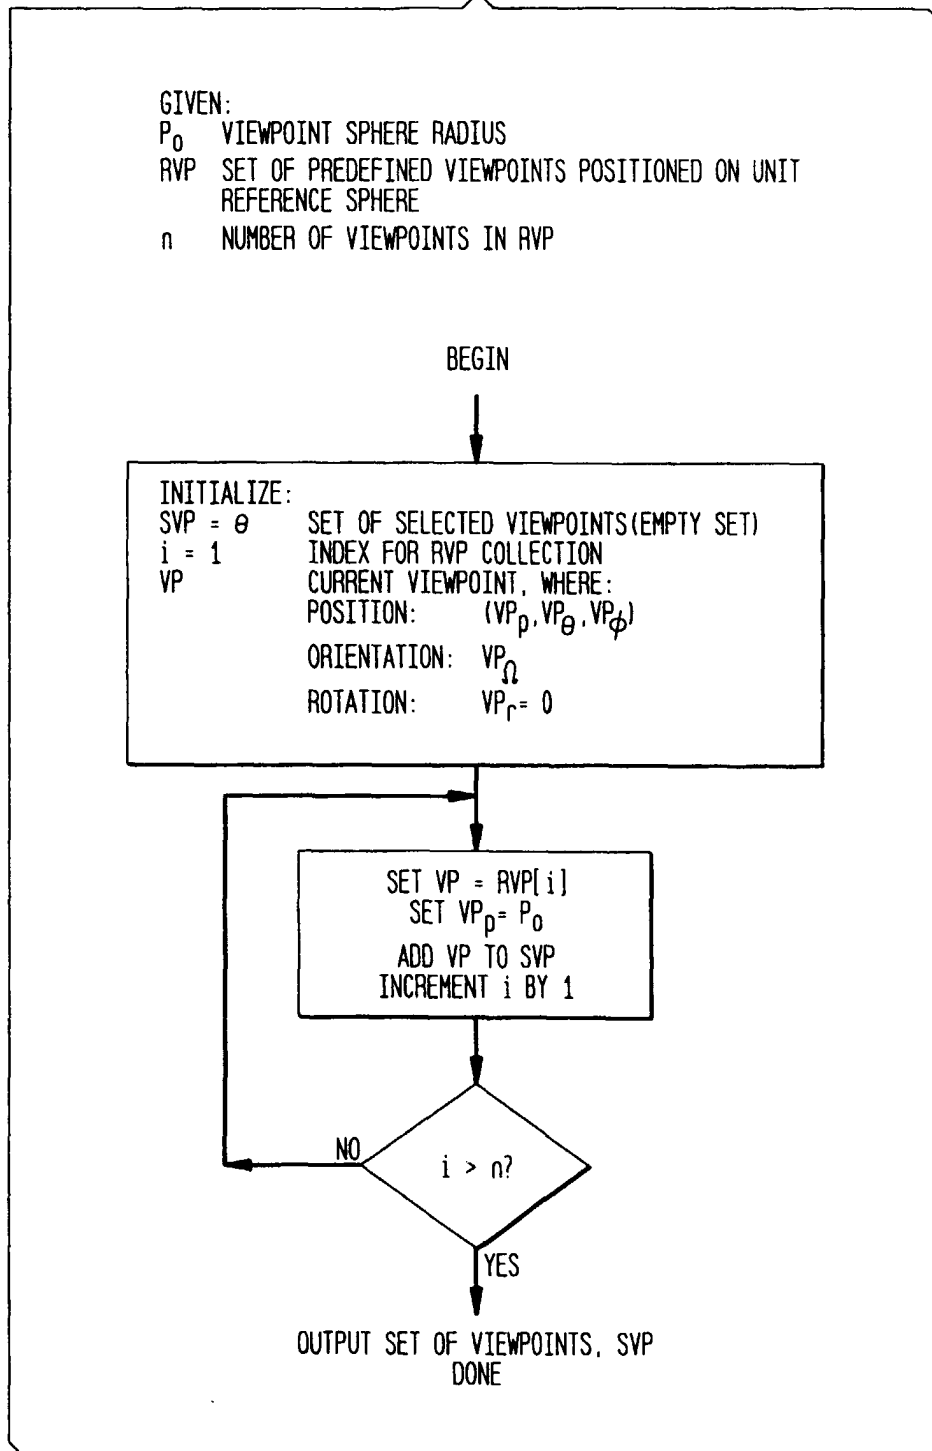 GIVEN:
P₀ VIEWPOINT SPHERE RADIUS
RVP SET OF PREDEFINED VIEWPOINTS POSITIONED ON UNIT
REFERENCE SPHERE
n NUMBER OF VIEWPOINTS IN RVP
BEGIN
INITIALIZE:
SVP = θ SET OF SELECTED VIEWPOINTS(EMPTY SET)
i = 1 INDEX FOR RVP COLLECTION
VP CURRENT VIEWPOINT, WHERE:
POSITION: (VPp,VPθ,VPϕ)
ORIENTATION: VPΩ
ROTATION: VPr= 0
SET VP = RVP[i]
SET VPp= P₀
ADD VP TO SVP
INCREMENT i BY 1
NO
i > n?
YES
OUTPUT SET OF VIEWPOINTS, SVP
DONE